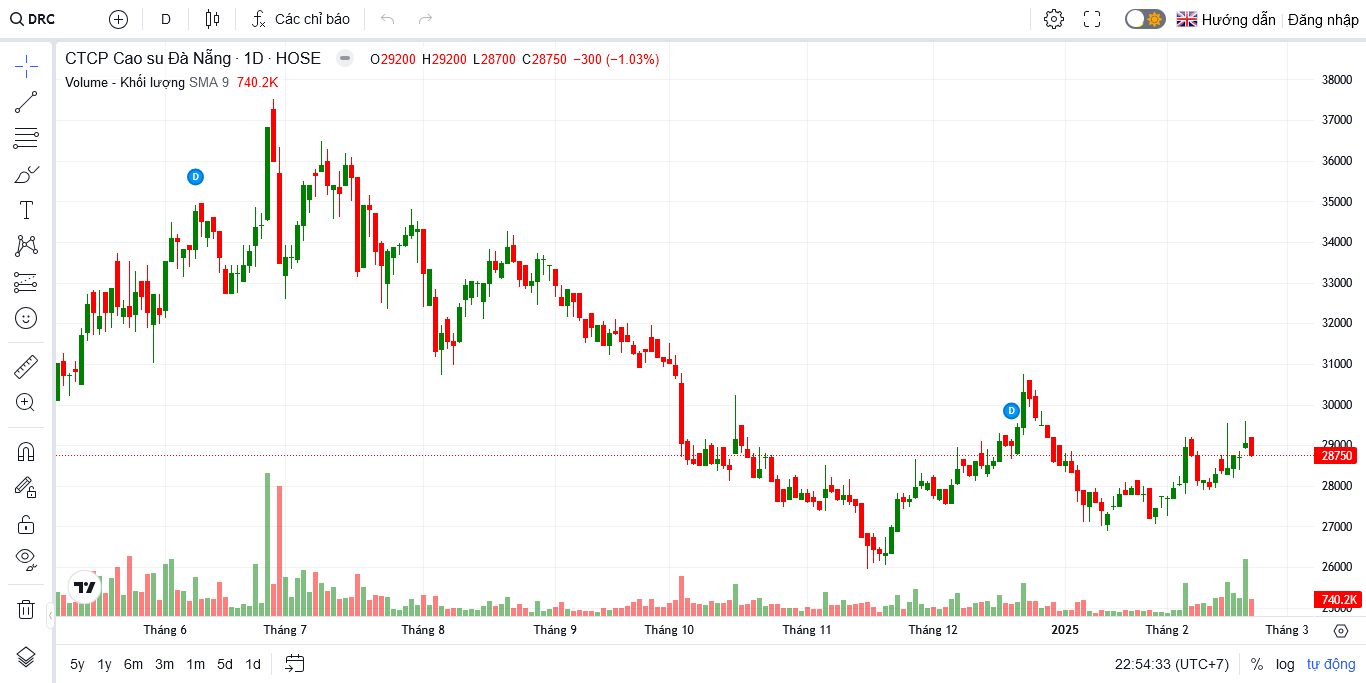 DRC D Các chỉ báo Hướng dẫn Đăng nhập
CTCP Cao su Đà Nẵng · 1D · HOSE O29200 H29200 L28700 C28750 −300 (−1.03%)
Volume - Khối lượng SMA 9 740.2K
D
D
38000
37000
36000
35000
34000
33000
32000
31000
30000
29000
28750
28000
27000
26000
740.2K
25000
Tháng 6 Tháng 7 Tháng 8 Tháng 9 Tháng 10 Tháng 11 Tháng 12 2025 Tháng 2 Tháng 3
5y 1y 6m 3m 1m 5d 1d 22:54:33 (UTC+7) % log tự động